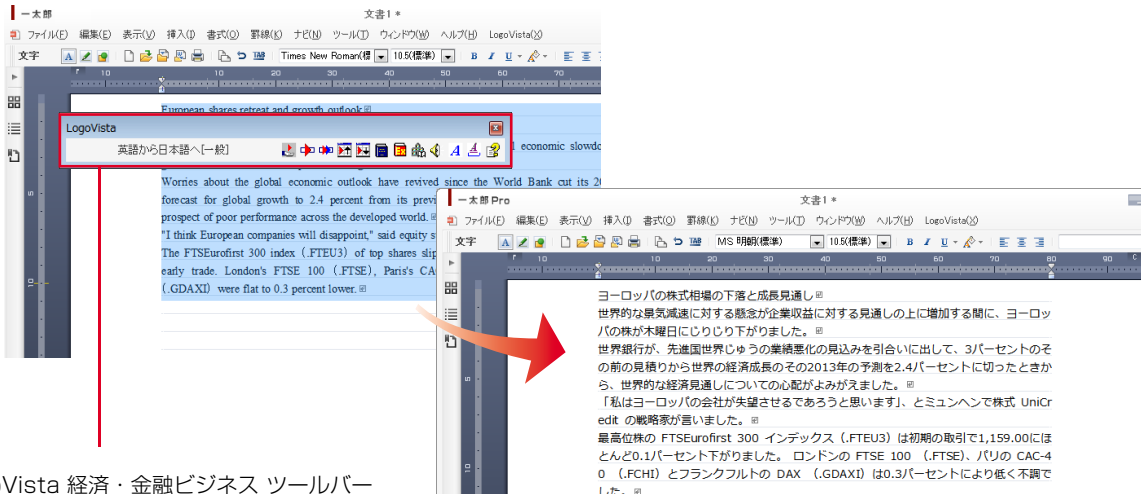 一太郎
文書1 *
ファイル(F) 編集(E) 表示(V) 挿入(I) 書式(O) 罫線(K) ナビ(N) ツール(T) ウィンドウ(W) ヘルプ(H) LogoVista(X)
文字 Times New Roman(標 10.5(標準) B I U
10 10 20 30 40 50 60 70
European shares retreat and growth outlook
LogoVista
英語から日本語へ[一般]
economic slowdo
Worries about the global economic outlook have revived since the World Bank cut its 20
forecast for global growth to 2.4 percent from its previ
prospect of poor performance across the developed world.
"I think European companies will disappoint," said equity s
The FTSEurofirst 300 index (.FTEU3) of top shares slip
early trade. London's FTSE 100 (.FTSE), Paris's CA
(.GDAXI) were flat to 0.3 percent lower.
一太郎 Pro
文書1 *
ファイル(F) 編集(E) 表示(V) 挿入(I) 書式(O) 罫線(K) ナビ(N) ツール(T) ウィンドウ(W) ヘルプ(H) LogoVista(X)
文字 MS 明朝(標準) 10.5(標準) B I U
10 10 20 30 40 50 60 70 80 90
ヨーロッパの株式相場の下落と成長見通し
世界的な景気減速に対する懸念が企業収益に対する見通しの上に増加する間に、ヨーロッ
パの株が木曜日にじりじり下がりました。
世界銀行が、先進国世界じゅうの業績悪化の見込みを引合いに出して、3パーセントのそ
の前の見積りから世界の経済成長のその2013年の予測を2.4パーセントに切ったときか
ら、世界的な経済見通しについての心配がよみがえました。
「私はヨーロッパの会社が失望させるであろうと思います」、とミュンヘンで株式 UniCr
edit の戦略家が言いました。
最高位株の FTSEurofirst 300 インデックス（.FTEU3）は初期の取引で1,159.00にほ
とんど0.1パーセント下がりました。 ロンドンの FTSE 100 （.FTSE）、パリの CAC-4
0 （.FCHI）とフランクフルトの DAX （.GDAXI）は0.3パーセントにより低く不調で
した。
Vista 経済・金融ビジネス ツールバー